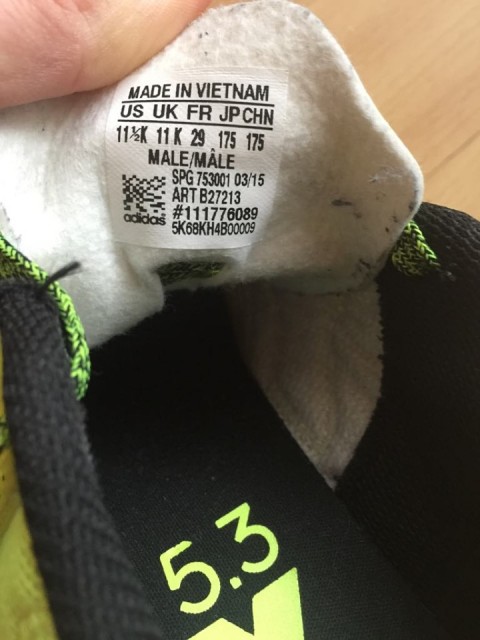 MADE IN VIETNAM
US UK FR JP CHN
11½K 11K 29 175 175
MALE/MÂLE
SPG 753001 03/15
ART B27213
#111776089
adidas 5K68KH4B00009
5.3